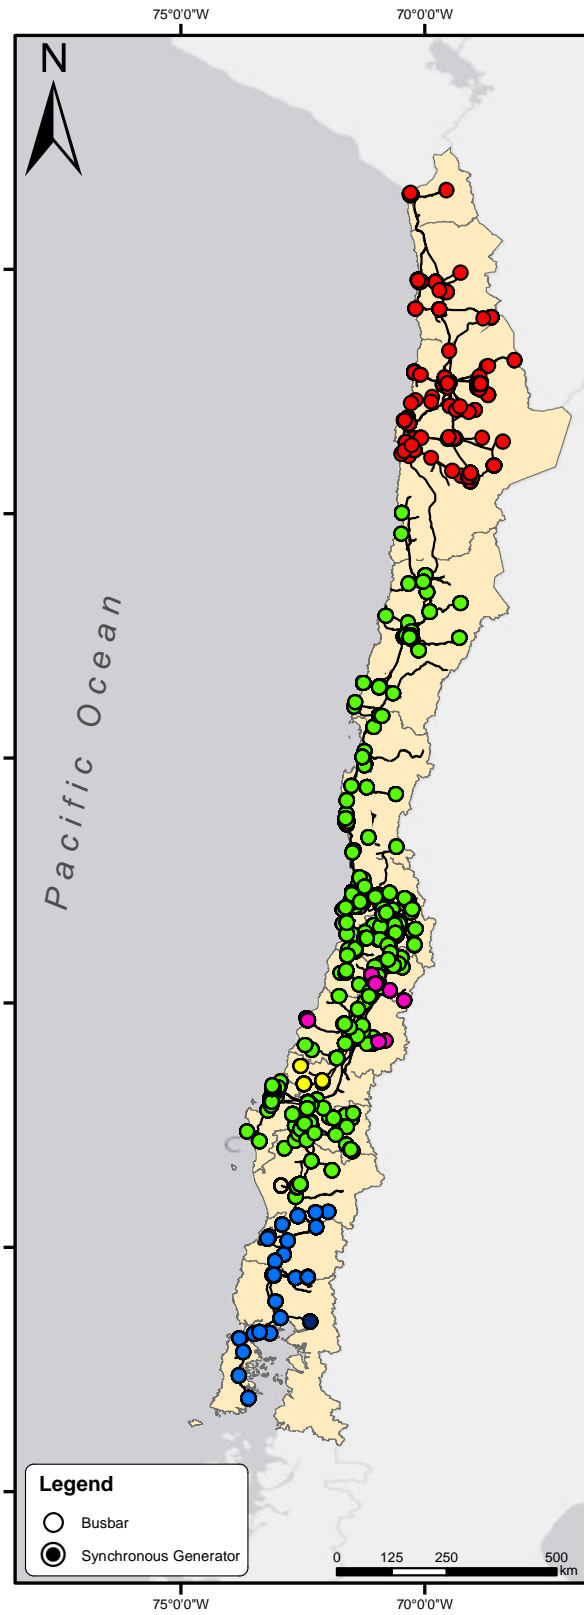 75°0'0"W 70°0'0"W
N
Pacific Ocean
Legend
Busbar
Synchronous Generator
0 125 250 500
km
75°0'0"W 70°0'0"W